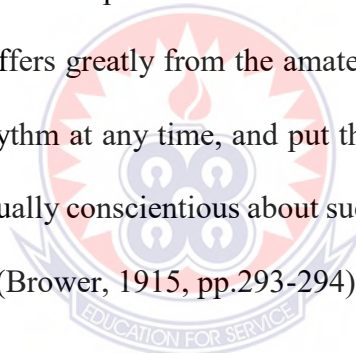 ffers greatly from the amate
ythm at any time, and put th
ually conscientious about su
(Brower, 1915, pp.293-294)
EDUCATION FOR SERVICE